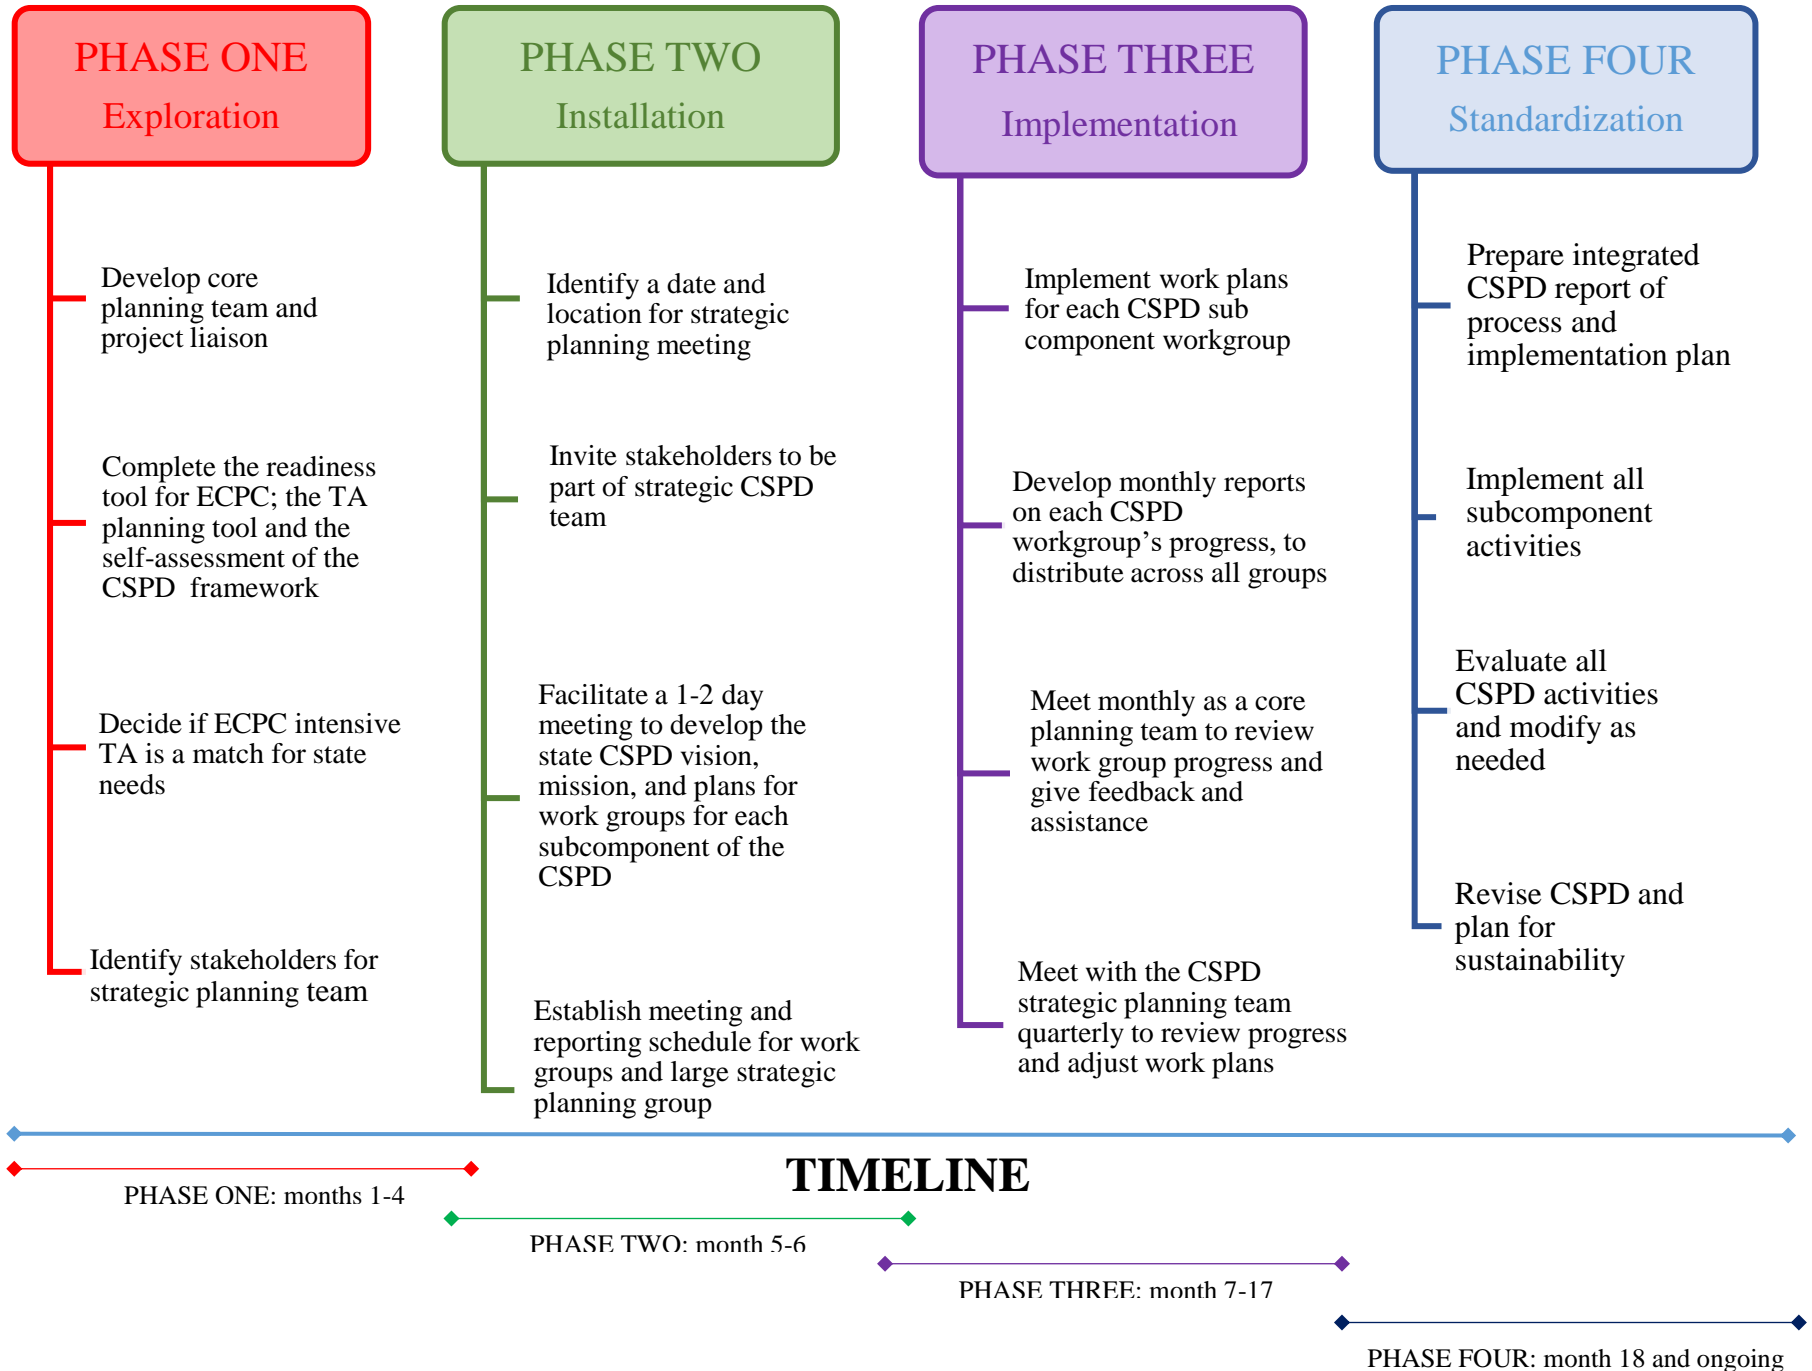 PHASE ONE
Exploration
Develop core
planning team and
project liaison
Complete the readiness
tool for ECPC; the TA
planning tool and the
self-assessment of the
CSPD framework
Decide if ECPC intensive
TA is a match for state
needs
Identify stakeholders for
strategic planning team
PHASE TWO
Installation
Identify a date and
location for strategic
planning meeting
Invite stakeholders to be
part of strategic CSPD
team
Facilitate a 1-2 day
meeting to develop the
state CSPD vision,
mission, and plans for
work groups for each
subcomponent of the
CSPD
Establish meeting and
reporting schedule for work
groups and large strategic
planning group
PHASE THREE
Implementation
Implement work plans
for each CSPD sub
component workgroup
Develop monthly reports
on each CSPD
workgroup’s progress, to
distribute across all groups
Meet monthly as a core
planning team to review
work group progress and
give feedback and
assistance
Meet with the CSPD
strategic planning team
quarterly to review progress
and adjust work plans
PHASE FOUR
Standardization
Prepare integrated
CSPD report of
process and
implementation plan
Implement all
subcomponent
activities
Evaluate all
CSPD activities
and modify as
needed
Revise CSPD and
plan for
sustainability
TIMELINE
PHASE ONE: months 1-4
PHASE TWO: month 5-6
PHASE THREE: month 7-17
PHASE FOUR: month 18 and ongoing